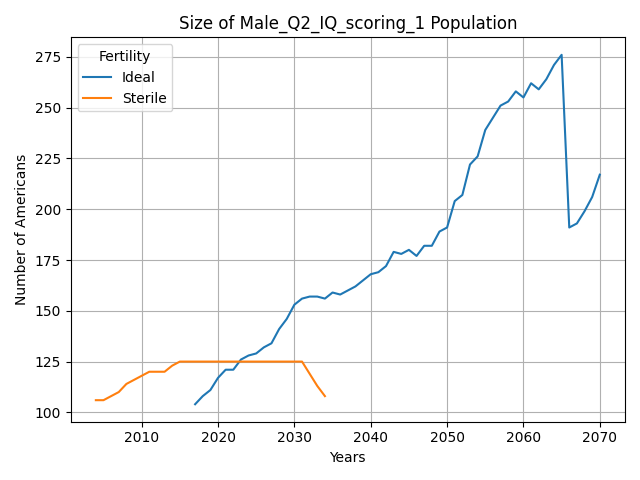 Size of Male_Q2_IQ_scoring_1 Population
Fertility
Ideal
Sterile
Number of Americans
275
250
225
200
175
150
125
100
2010 2020 2030 2040 2050 2060 2070
Years